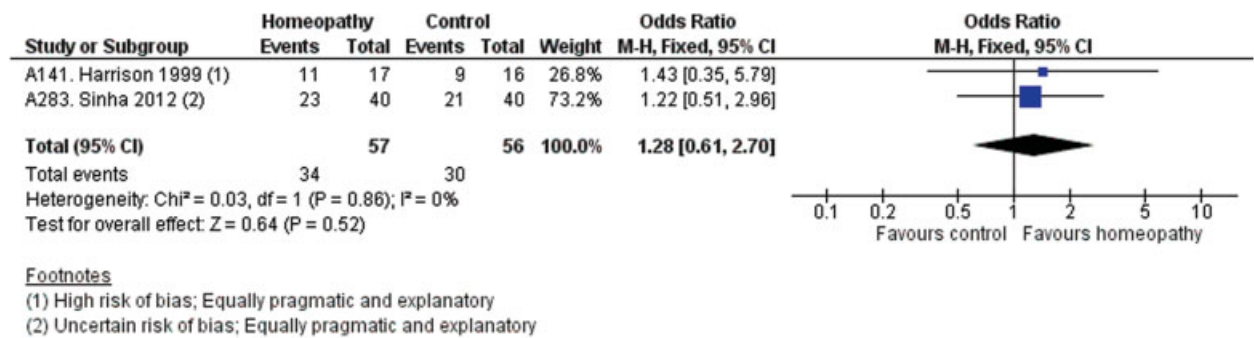 Homeopathy Control Odds Ratio Odds Ratio
Study or Subgroup Events Total Events Total Weight M-H, Fixed, 95% CI M-H, Fixed, 95% CI
A141. Harrison 1999 (1) 11 17 9 16 26.8% 1.43 [0.35, 5.79]
A283. Sinha 2012 (2) 23 40 21 40 73.2% 1.22 [0.51, 2.96]
Total (95% CI) 57 56 100.0% 1.28 [0.61, 2.70]
Total events 34 30
Heterogeneity: Chi² = 0.03, df = 1 (P = 0.86); I² = 0%
Test for overall effect: Z = 0.64 (P = 0.52)
0.1 0.2 0.5 1 2 5 10
Favours control Favours homeopathy
Footnotes
(1) High risk of bias; Equally pragmatic and explanatory
(2) Uncertain risk of bias; Equally pragmatic and explanatory